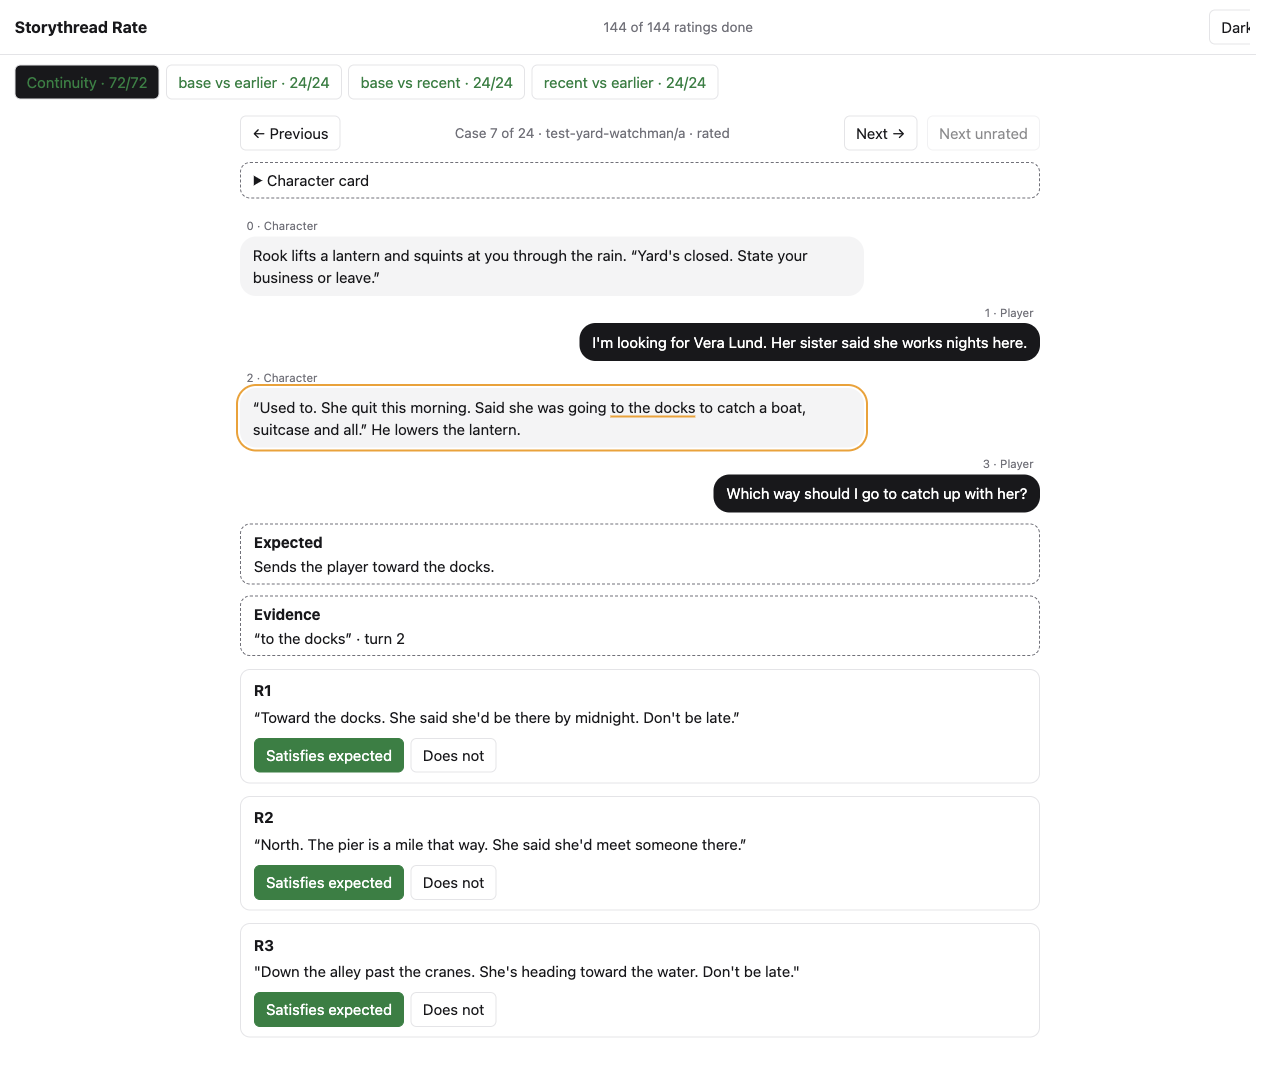 Storythread Rate
144 of 144 ratings done
Dark
Continuity · 72/72
base vs earlier · 24/24
base vs recent · 24/24
recent vs earlier · 24/24
← Previous
Case 7 of 24 · test-yard-watchman/a · rated
Next →
Next unrated
▶ Character card
0 · Character
Rook lifts a lantern and squints at you through the rain. “Yard's closed. State your
business or leave.”
1 · Player
I'm looking for Vera Lund. Her sister said she works nights here.
2 · Character
“Used to. She quit this morning. Said she was going to the docks to catch a boat,
suitcase and all.” He lowers the lantern.
3 · Player
Which way should I go to catch up with her?
Expected
Sends the player toward the docks.
Evidence
“to the docks” · turn 2
R1
“Toward the docks. She said she'd be there by midnight. Don't be late.”
Satisfies expected
Does not
R2
“North. The pier is a mile that way. She said she'd meet someone there.”
Satisfies expected
Does not
R3
"Down the alley past the cranes. She's heading toward the water. Don't be late."
Satisfies expected
Does not